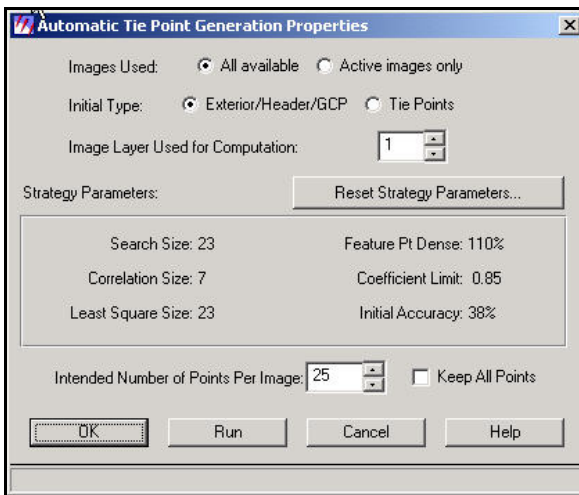 Automatic Tie Point Generation Properties
Images Used: All available Active images only
Initial Type: Exterior/Header/GCP Tie Points
Image Layer Used for Computation: 1
Strategy Parameters: Reset Strategy Parameters...
Search Size: 23 Feature Pt Dense: 110%
Correlation Size: 7 Coefficient Limit: 0.85
Least Square Size: 23 Initial Accuracy: 38%
Intended Number of Points Per Image: 25 Keep All Points
OK Run Cancel Help